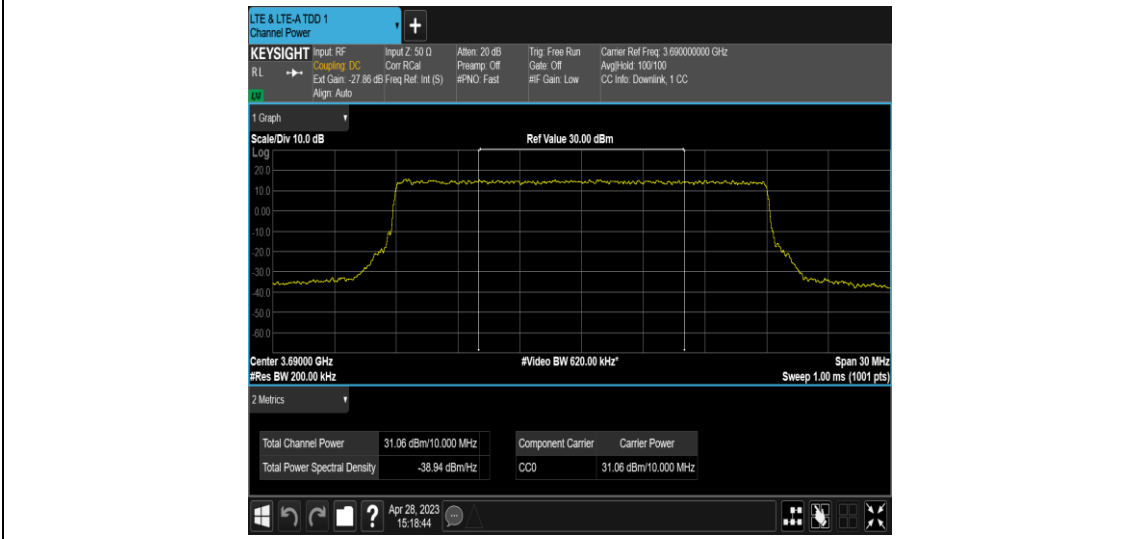 LTE & LTE-A TDD 1
Channel Power
KEYSIGHT
RL
Input: RF
Coupling: DC
Ext Gain: -27.86 dB
Align: Auto
Input Z: 50 Ω
Corr RCal
Freq Ref: Int (S)
Atten: 20 dB
Preamp: Off
#PNO: Fast
Trig: Free Run
Gate: Off
#IF Gain: Low
Carrier Ref Freq: 3.690000000 GHz
Avg|Hold: 100/100
CC Info: Downlink, 1 CC
1 Graph
Scale/Div 10.0 dB
Ref Value 30.00 dBm
Log
20.0
10.0
0.00
-10.0
-20.0
-30.0
-40.0
-50.0
-60.0
Center 3.69000 GHz
#Video BW 620.00 kHz*
Span 30 MHz
#Res BW 200.00 kHz
Sweep 1.00 ms (1001 pts)
2 Metrics
Total Channel Power 31.06 dBm/10.000 MHz
Total Power Spectral Density -38.94 dBm/Hz
Component Carrier Carrier Power
CC0 31.06 dBm/10.000 MHz
?
Apr 28, 2023
15:18:44